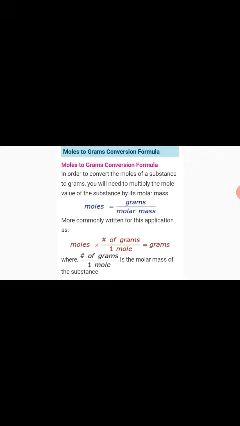 Moles to Grams Conversion Formula
Moles to Grams Conversion Formula
In order to convert the moles of a substance
to grams, you will need to multiply the mole
value of the substance by its molar mass
moles = grams
molar mass
More commonly written for this application
as:
moles × # of grams = grams
1 mole
where, # of grams is the molar mass of
1 mole
the substance